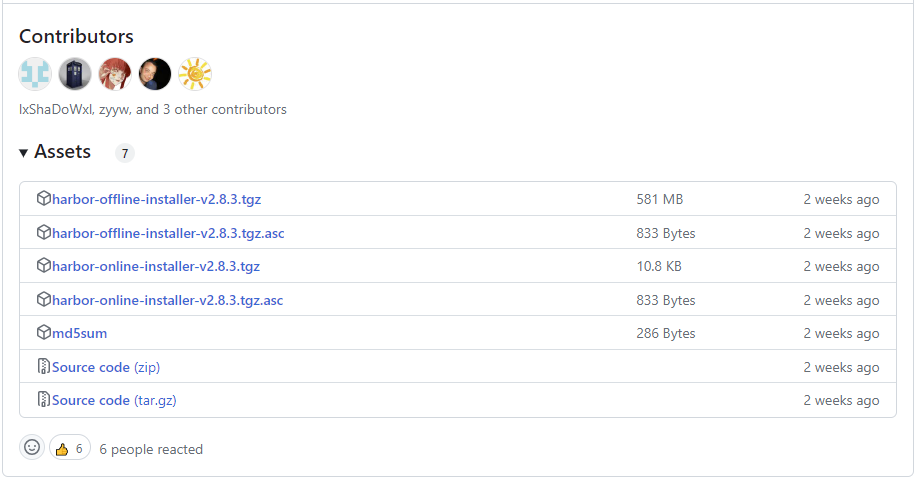 Contributors
lxShaDoWxl, zyyw, and 3 other contributors
Assets 7
harbor-offline-installer-v2.8.3.tgz 581 MB 2 weeks ago
harbor-offline-installer-v2.8.3.tgz.asc 833 Bytes 2 weeks ago
harbor-online-installer-v2.8.3.tgz 10.8 KB 2 weeks ago
harbor-online-installer-v2.8.3.tgz.asc 833 Bytes 2 weeks ago
md5sum 286 Bytes 2 weeks ago
Source code (zip) 2 weeks ago
Source code (tar.gz) 2 weeks ago
6 6 people reacted